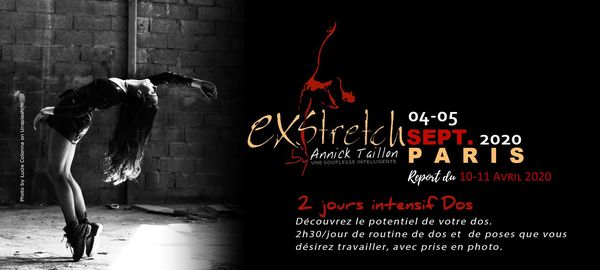 Photo by Lucie Colonna on Unsplash
exstretch
by Annick Taillon
UNE SOUPLESSE INTELLIGENTE
04-05
SEPT. 2020
PARIS
Report du 10-11 AVRIL 2020
2 jours intensif Dos
Découvrez le potentiel de votre dos.
2h30/jour de routine de dos et de poses que vous
désirez travailler, avec prise en photo.